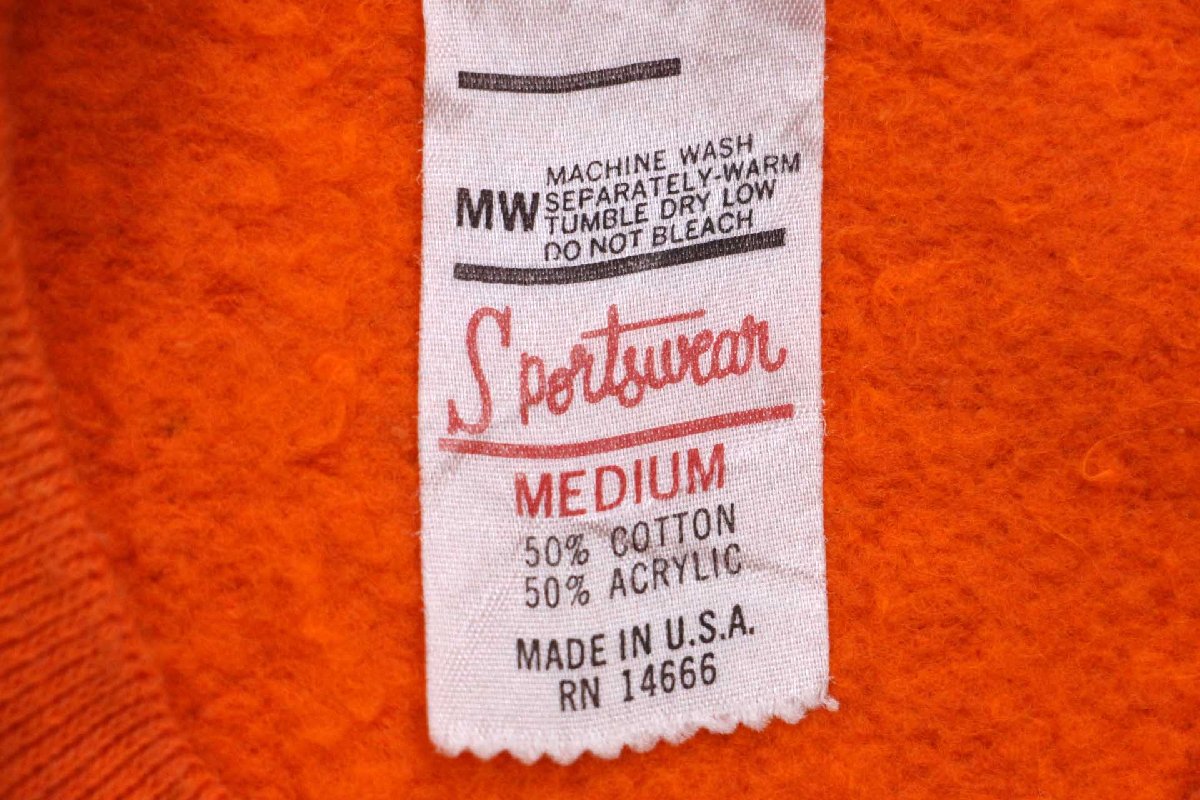 MACHINE WASH
MW SEPARATELY-WARM
TUMBLE DRY LOW
DO NOT BLEACH
Sportswear
MEDIUM
50% COTTON
50% ACRYLIC
MADE IN U.S.A.
RN 14666